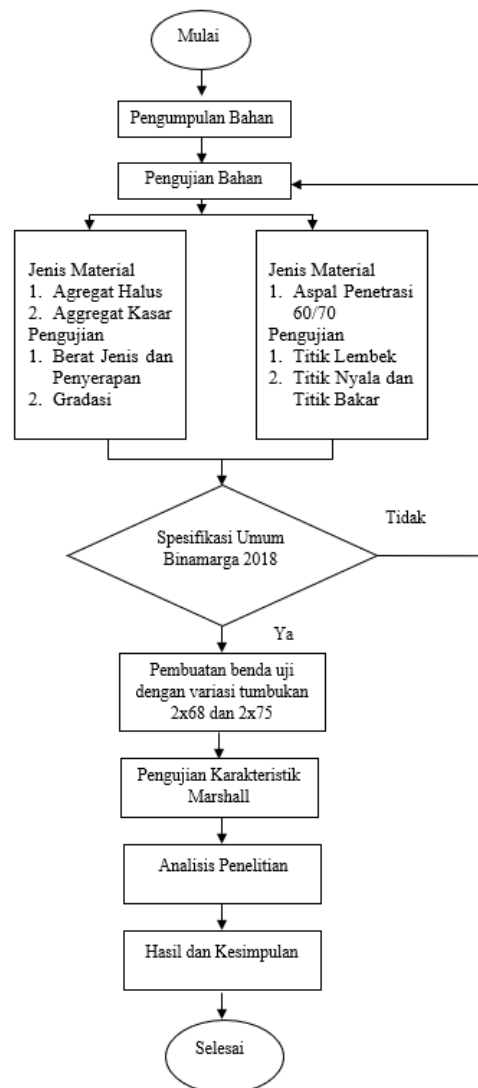 Mulai
Pengumpulan Bahan
Pengujian Bahan
Jenis Material
1. Agregat Halus
2. Aggregat Kasar
Pengujian
1. Berat Jenis dan
Penyerapan
2. Gradasi
Jenis Material
1. Aspal Penetrasi
60/70
Pengujian
1. Titik Lembek
2. Titik Nyala dan
Titik Bakar
Spesifikasi Umum
Binamarga 2018
Tidak
Ya
Pembuatan benda uji
dengan variasi tumbukan
2x68 dan 2x75
Pengujian Karakteristik
Marshall
Analisis Penelitian
Hasil dan Kesimpulan
Selesai